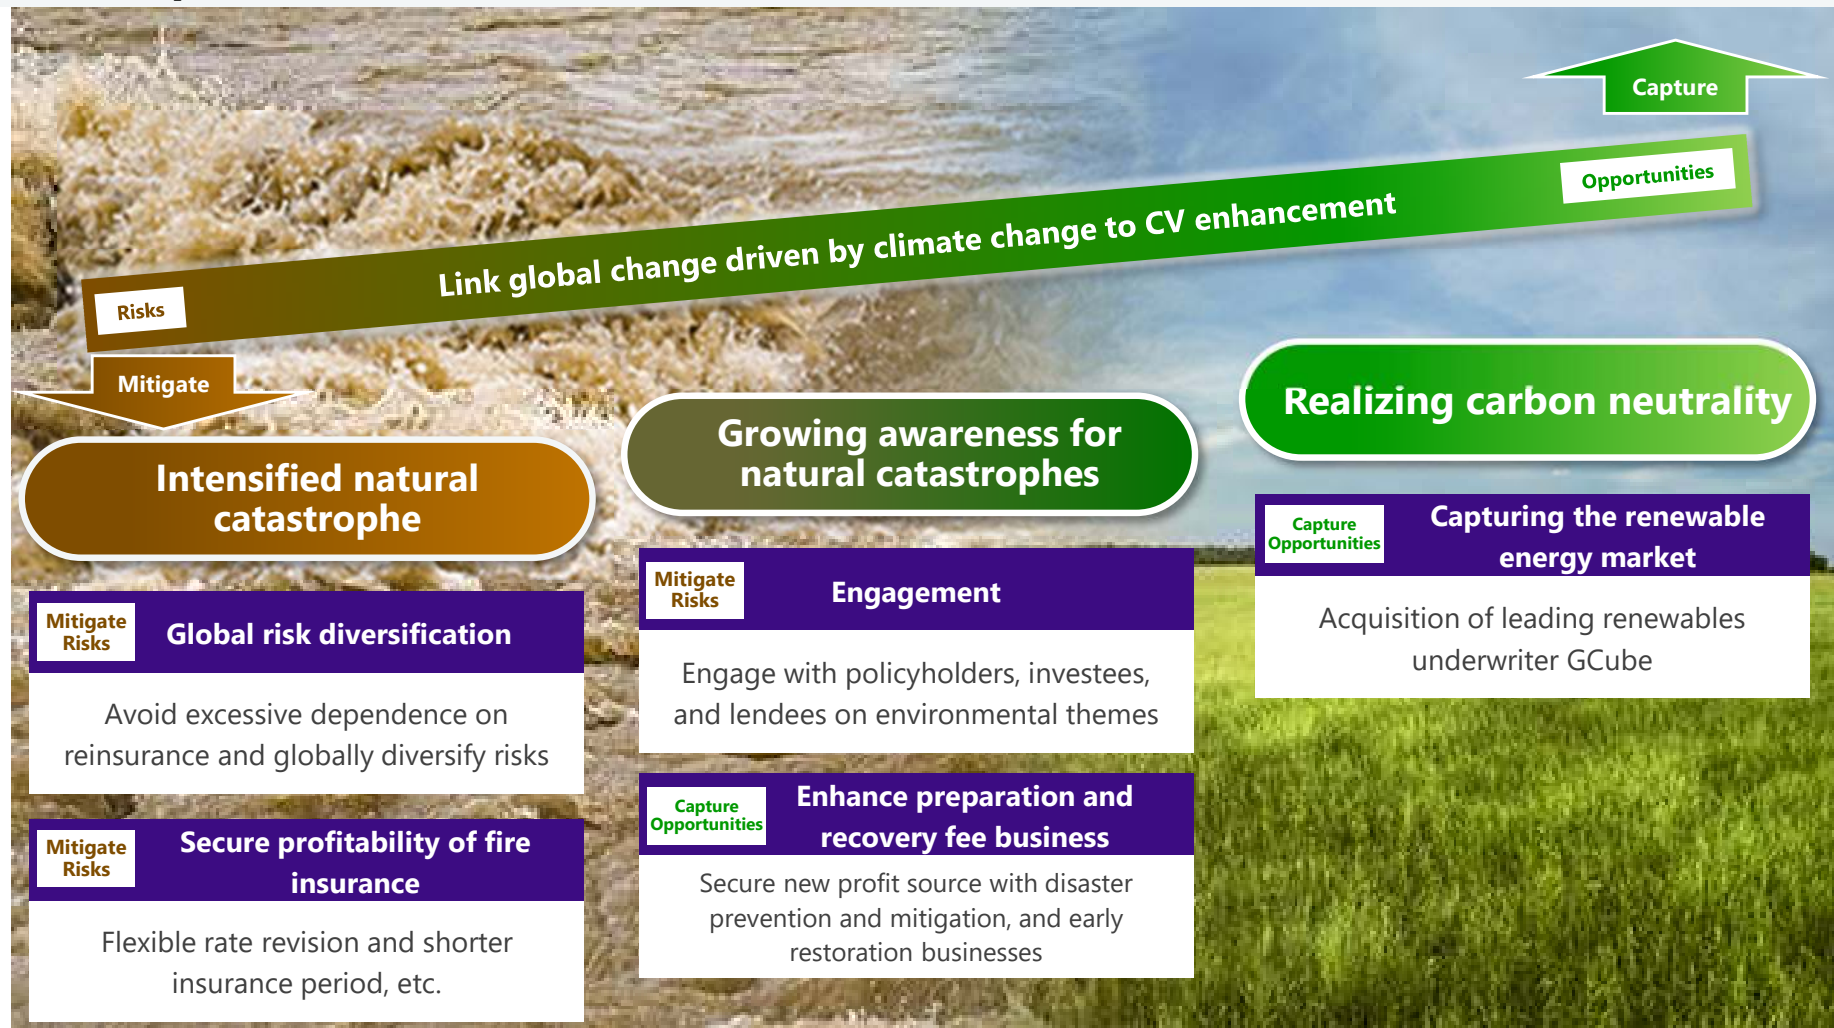 Capture
Opportunities
Link global change driven by climate change to CV enhancement
Risks
Mitigate
Intensified natural
catastrophe
Mitigate
Risks
Global risk diversification
Avoid excessive dependence on
reinsurance and globally diversify risks
Mitigate
Risks
Secure profitability of fire
insurance
Flexible rate revision and shorter
insurance period, etc.
Growing awareness for
natural catastrophes
Mitigate
Risks
Engagement
Engage with policyholders, investees,
and lendees on environmental themes
Capture
Opportunities
Enhance preparation and
recovery fee business
Secure new profit source with disaster
prevention and mitigation, and early
restoration businesses
Realizing carbon neutrality
Capture
Opportunities
Capturing the renewable
energy market
Acquisition of leading renewables
underwriter GCube